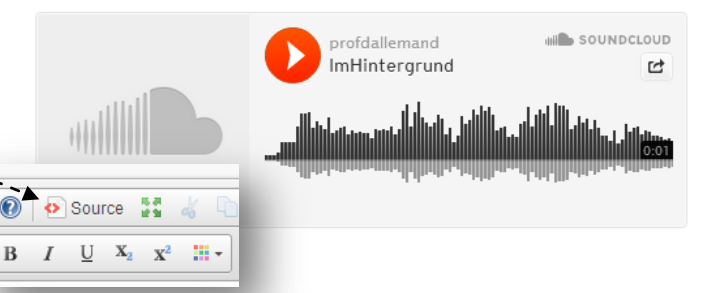 profdallemand
SOUNDCLOUD
ImHintergrund
0:01
Source
B I U X₂ X²